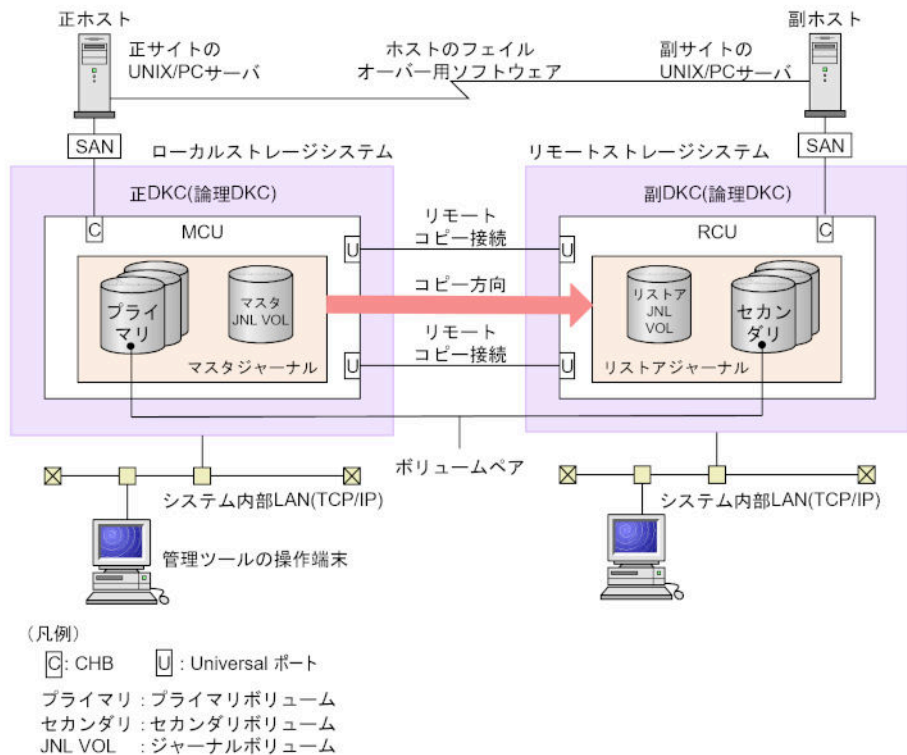 正ホスト
副ホスト
正サイトの
UNIX/PCサーバ
ホストのフェイル
オーバー用ソフトウェア
副サイトの
UNIX/PCサーバ
SAN
SAN
ローカルストレージシステム
リモートストレージシステム
正DKC(論理DKC)
副DKC(論理DKC)
C
MCU
リモート
コピー接続
RCU
C
U
U
プライ
マリ
マスタ
JNL VOL
コピー方向
リストア
JNL
VOL
セカン
ダリ
マスタジャーナル
U
リモート
コピー接続
U
リストアジャーナル
ボリュームペア
システム内部LAN(TCP/IP)
システム内部LAN(TCP/IP)
管理ツールの操作端末
(凡例)
C: CHB U : Universal ポート
プライマリ : プライマリボリューム
セカンダリ : セカンダリボリューム
JNL VOL : ジャーナルボリューム